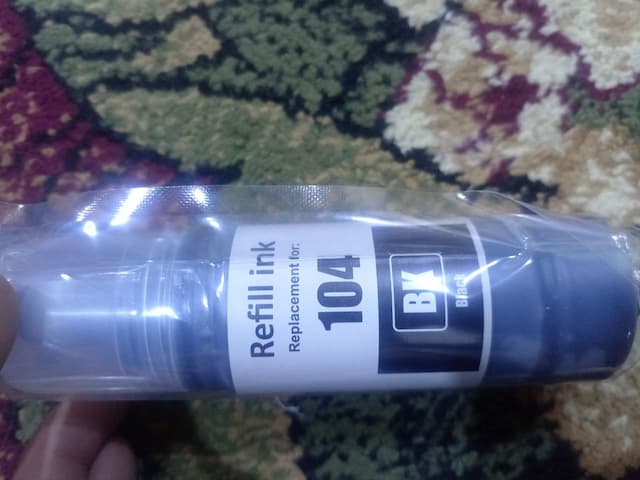 Refill ink
Replacement for:
104
BK
Black